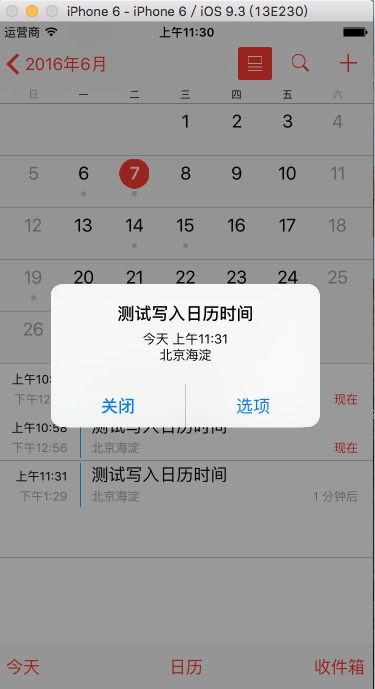 iPhone 6 - iPhone 6 / iOS 9.3 (13E230)
运营商 上午11:30
2016年6月
日 一 二 三 四 五 六
1 2 3 4
5 6 7 8 9 10 11
12 13 14 15 16 17 18
19 20 21 22 23 24 25
26
测试写入日历时间
今天 上午11:31
北京海淀
关闭 选项
上午10:
下午12 现在
上午10:58 测试写入日历时间
下午12:56 北京海淀 现在
上午11:31 测试写入日历时间
下午1:29 北京海淀 1 分钟后
今天 日历 收件箱